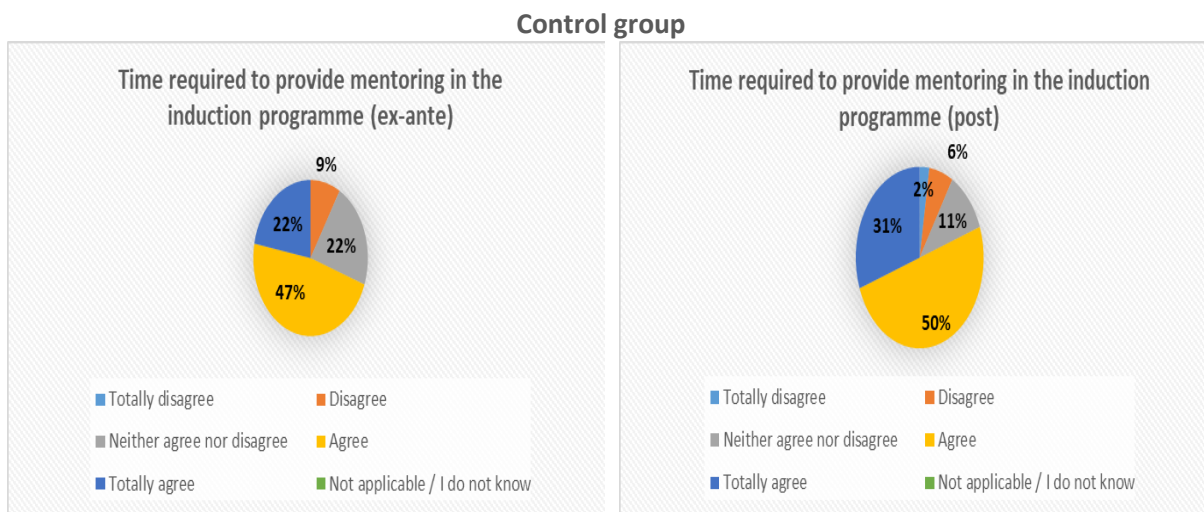 Control group
Time required to provide mentoring in the
induction programme (ex-ante)
9%
22%
22%
47%
Totally disagree
Disagree
Neither agree nor disagree
Agree
Totally agree
Not applicable / I do not know
Time required to provide mentoring in the induction
programme (post)
6%
2%
31%
11%
50%
Totally disagree
Disagree
Neither agree nor disagree
Agree
Totally agree
Not applicable / I do not know